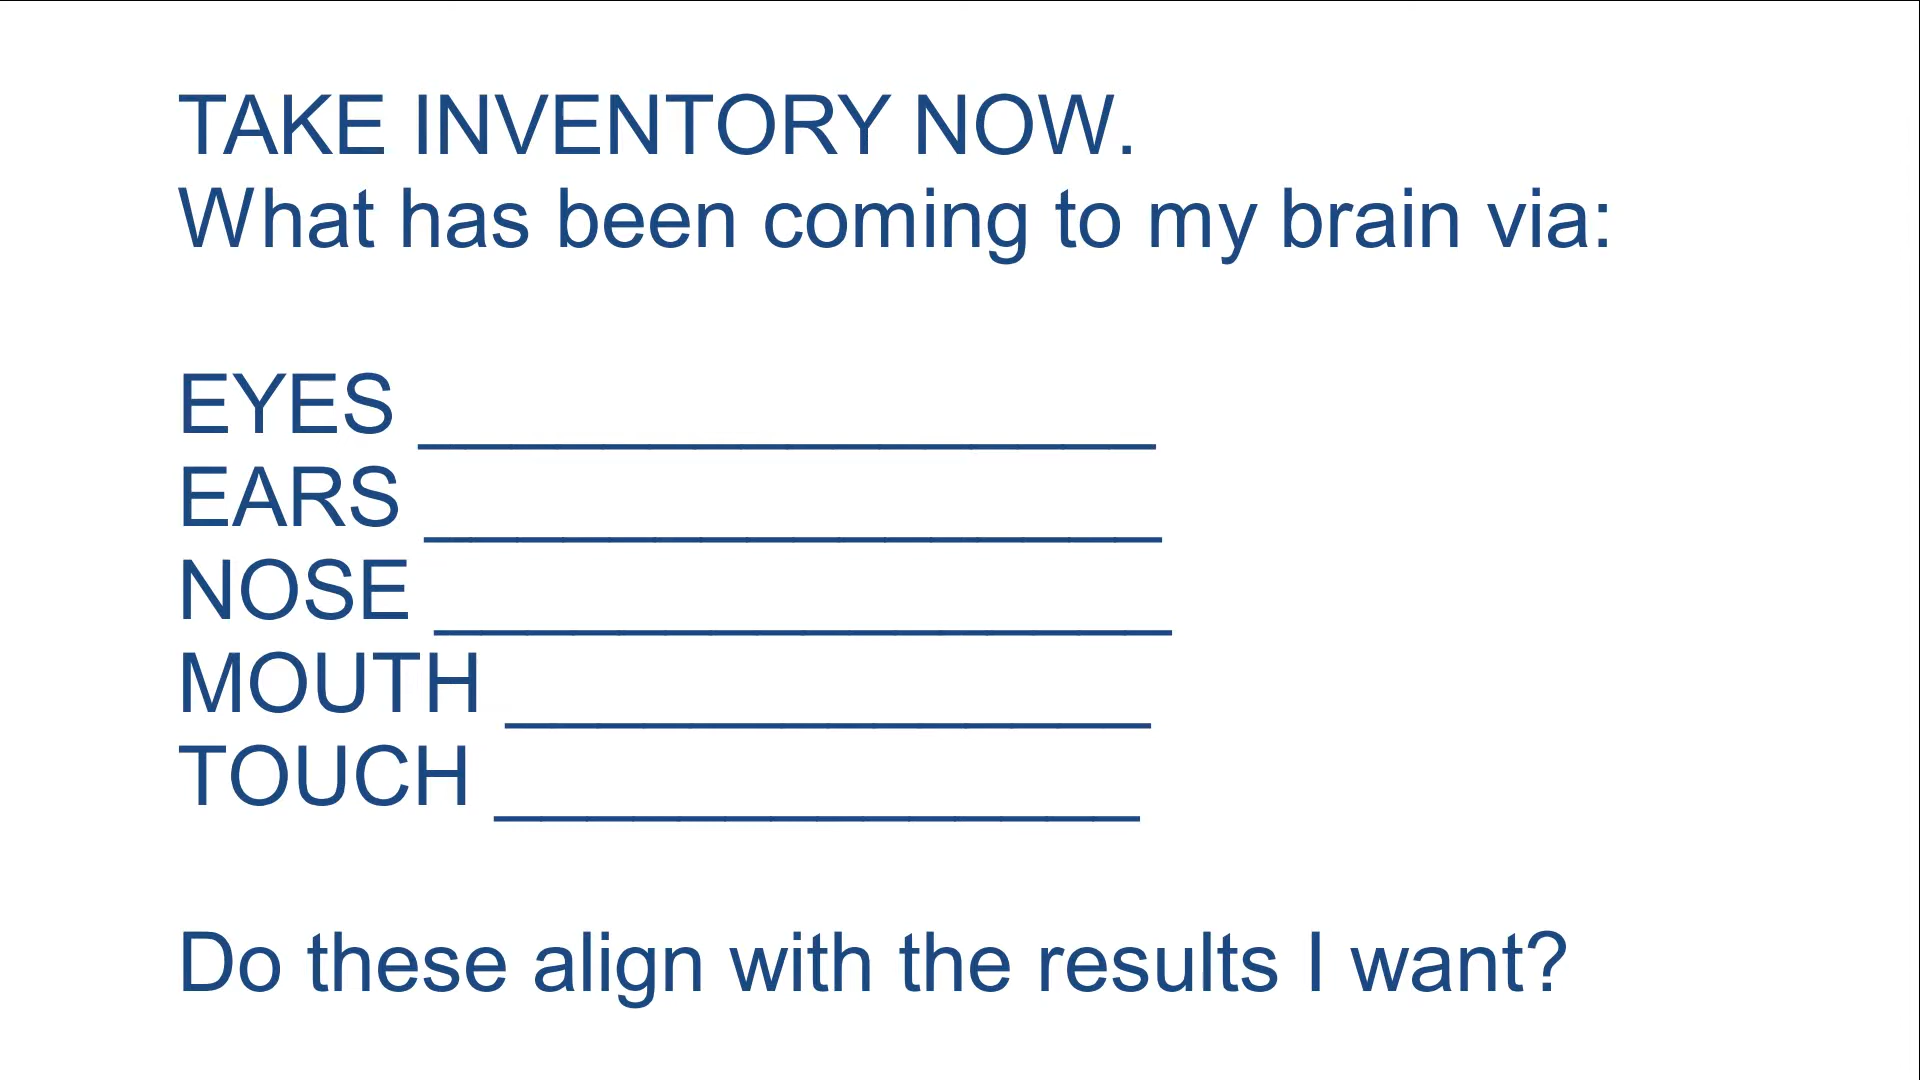 TAKE INVENTORY NOW.
What has been coming to my brain via:
EYES ________________
EARS ________________
NOSE ________________
MOUTH ______________
TOUCH ______________
Do these align with the results I want?